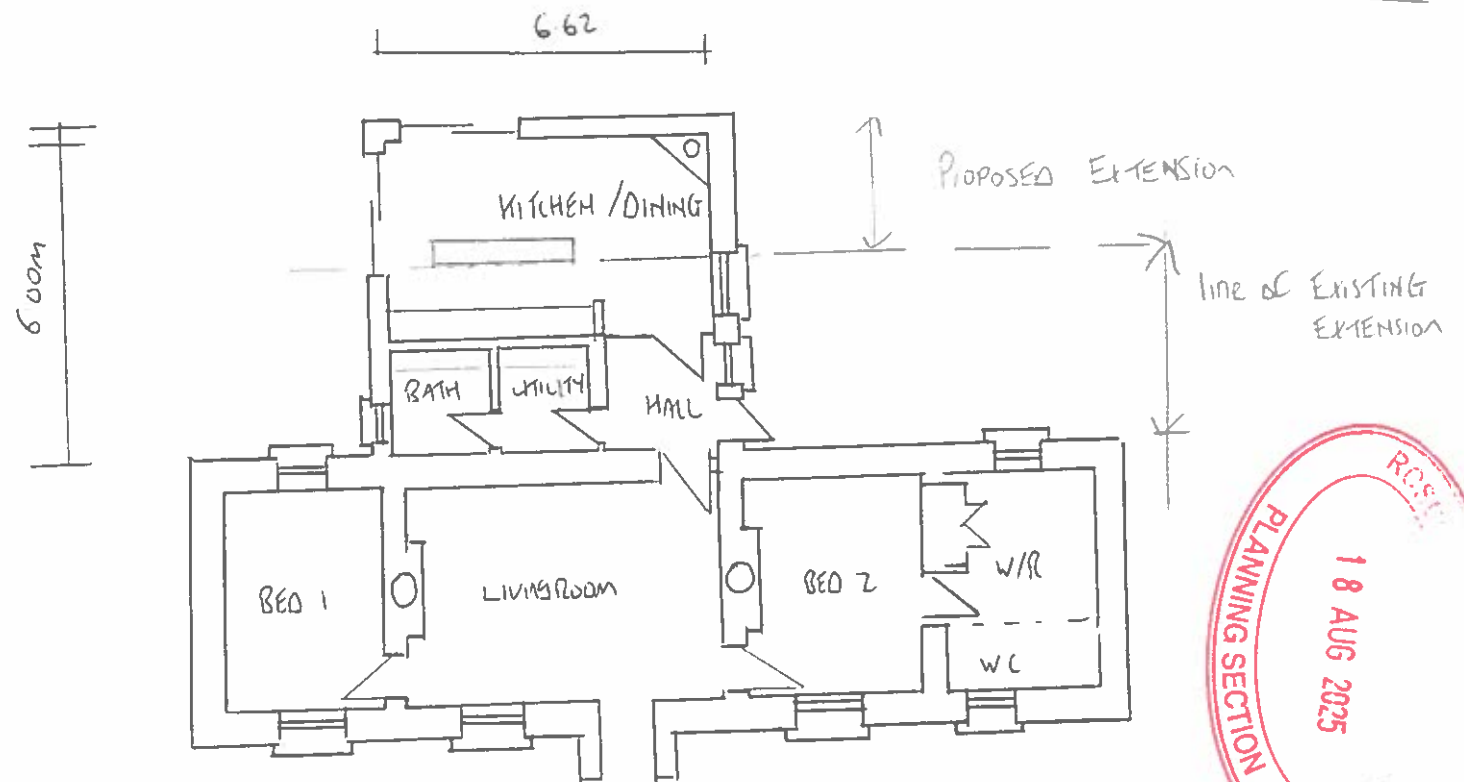 6.62
PROPOSED EXTENSION
6 00m
KITCHEN / DINING
line of EXISTING
EXTENSION
BATH
UTILITY
HALL
BED 1
LIVINGROOM
BED 2
W/R
WC
PLANNING SECTION
18 AUG 2025